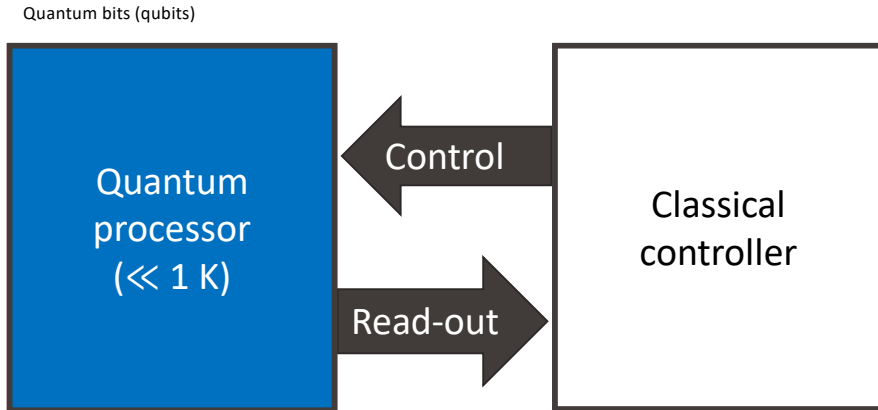 Quantum bits (qubits)
Quantum
processor
(≪ 1 K)
Control
Read-out
Classical
controller